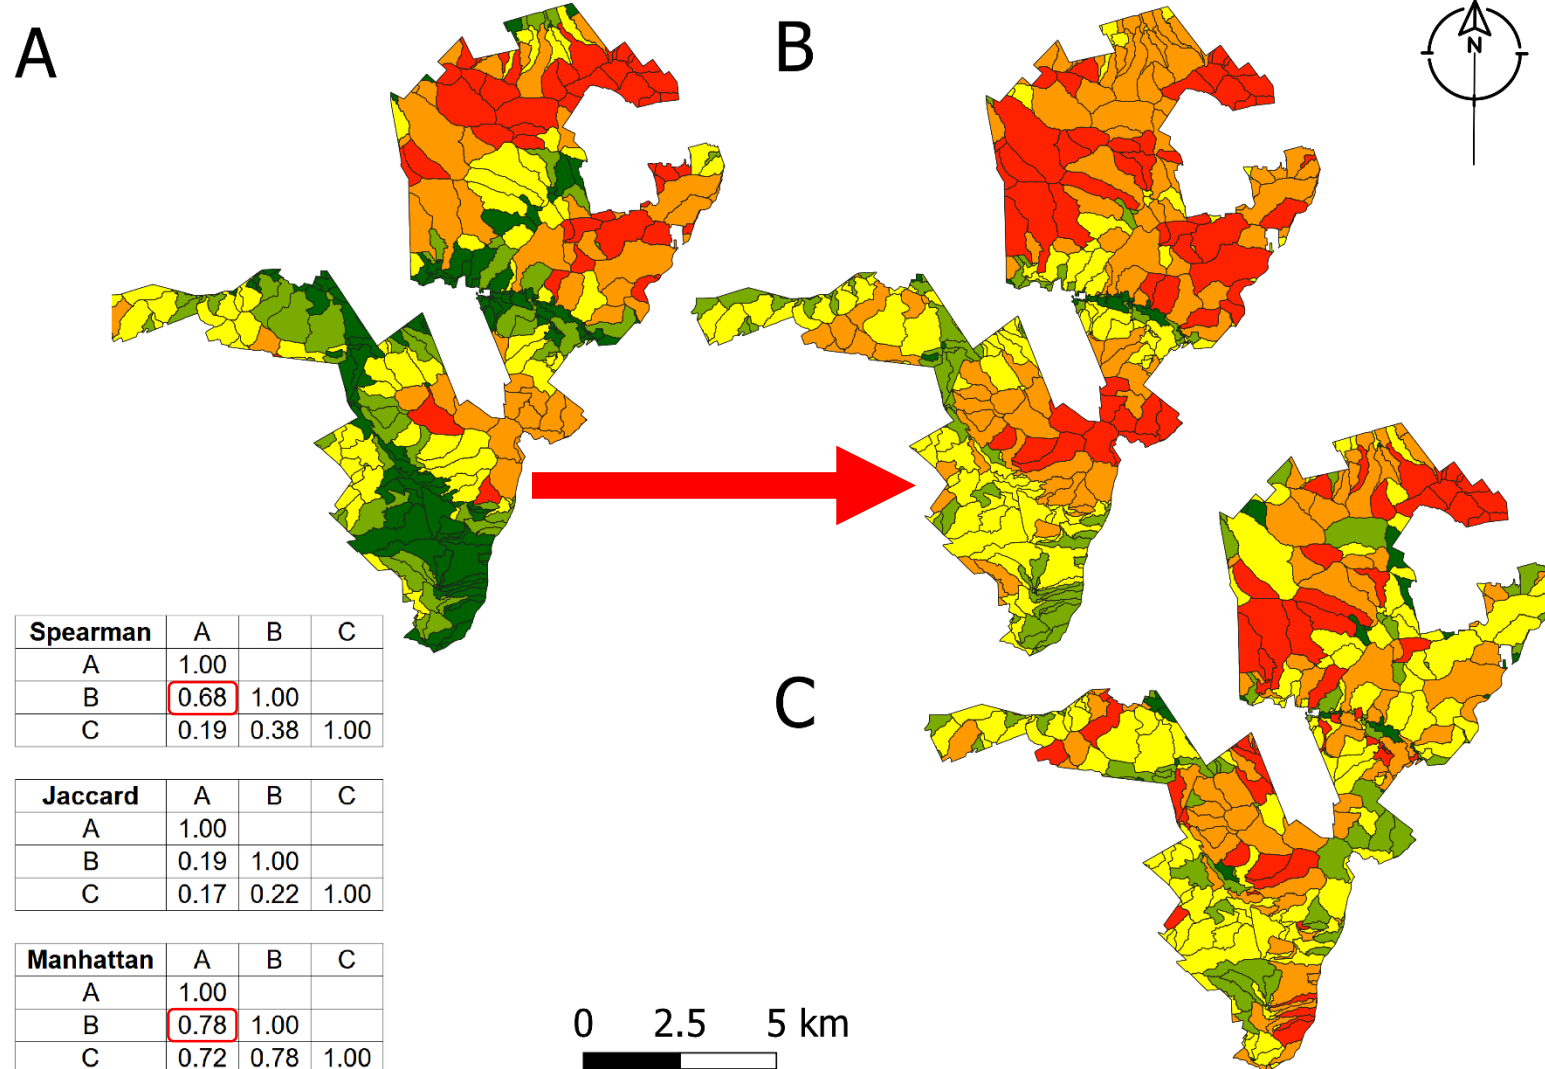 A
B
N
C
Spearman A B C
A 1.00
B 0.68 1.00
C 0.19 0.38 1.00
Jaccard A B C
A 1.00
B 0.19 1.00
C 0.17 0.22 1.00
Manhattan A B C
A 1.00
B 0.78 1.00
C 0.72 0.78 1.00
0 2.5 5 km